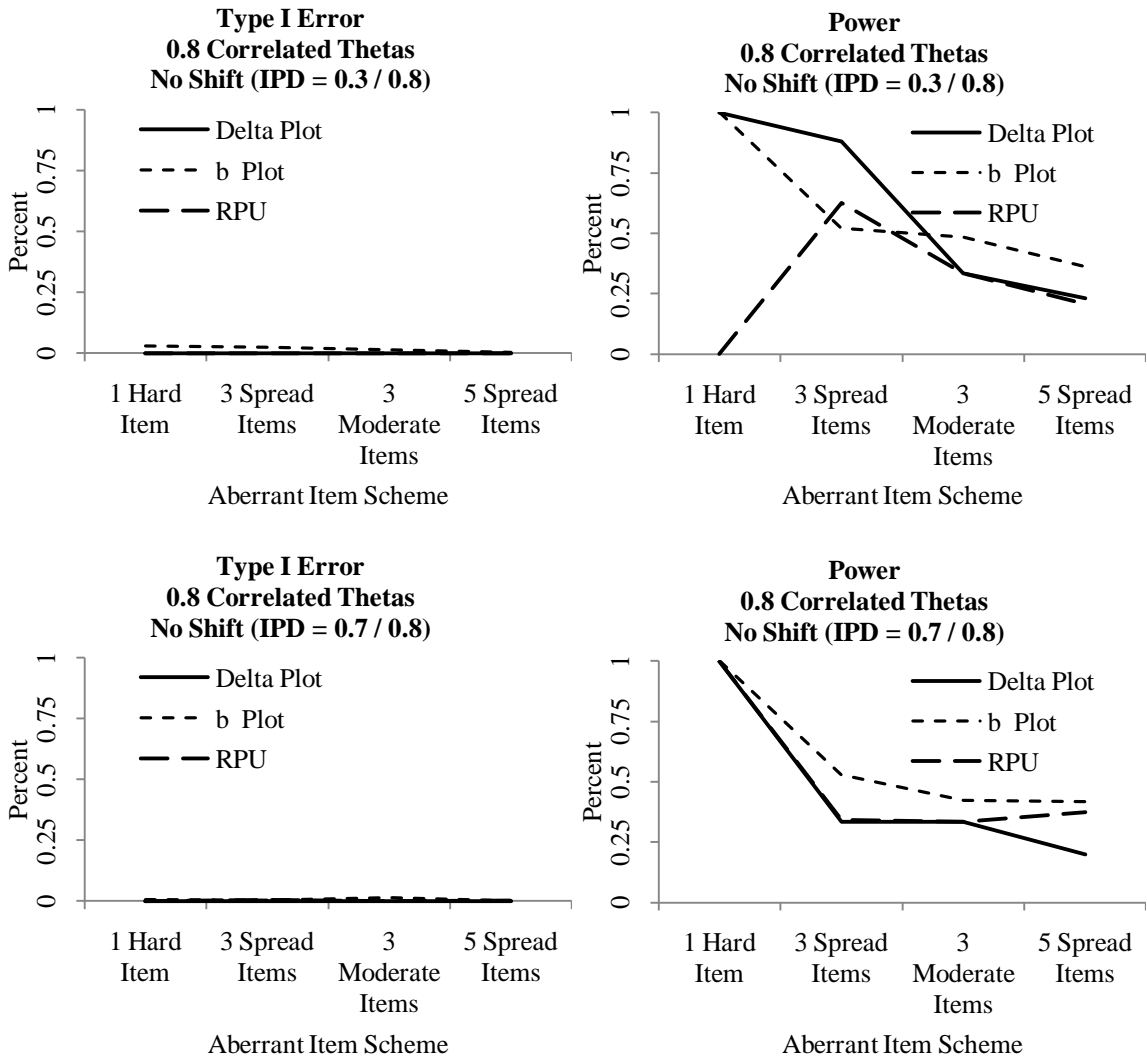 Type I Error
0.8 Correlated Thetas
No Shift (IPD = 0.3 / 0.8)
1
0.75
0.5
0.25
0
Percent
Delta Plot
b Plot
RPU
1 Hard Item
3 Spread Items
3 Moderate Items
5 Spread Items
Aberrant Item Scheme
Power
0.8 Correlated Thetas
No Shift (IPD = 0.3 / 0.8)
1
0.75
0.5
0.25
0
Percent
Delta Plot
b Plot
RPU
1 Hard Item
3 Spread Items
3 Moderate Items
5 Spread Items
Aberrant Item Scheme
Type I Error
0.8 Correlated Thetas
No Shift (IPD = 0.7 / 0.8)
1
0.75
0.5
0.25
0
Percent
Delta Plot
b Plot
RPU
1 Hard Item
3 Spread Items
3 Moderate Items
5 Spread Items
Aberrant Item Scheme
Power
0.8 Correlated Thetas
No Shift (IPD = 0.7 / 0.8)
1
0.75
0.5
0.25
0
Percent
Delta Plot
b Plot
RPU
1 Hard Item
3 Spread Items
3 Moderate Items
5 Spread Items
Aberrant Item Scheme